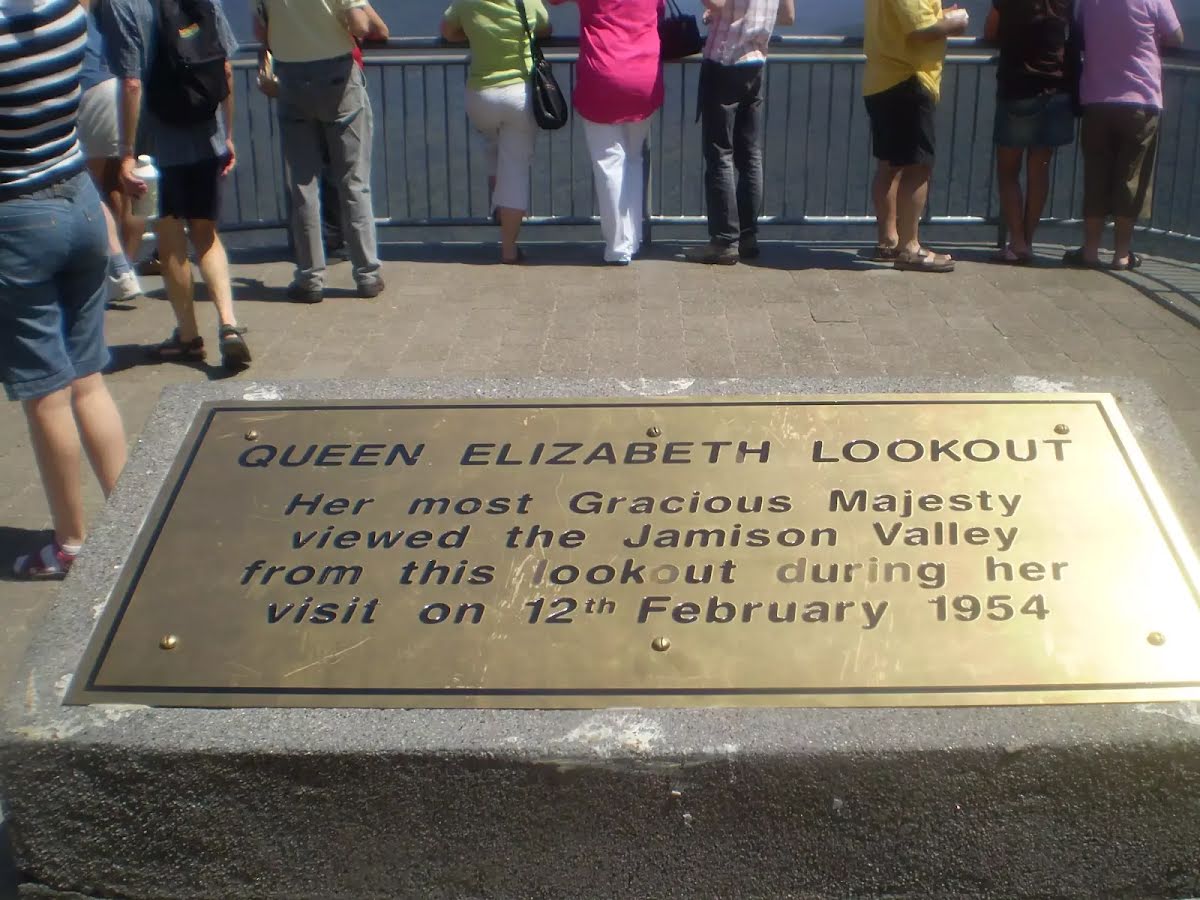 QUEEN ELIZABETH LOOKOUT
Her most Gracious Majesty
viewed the Jamison Valley
from this lookout during her
visit on 12th February 1954